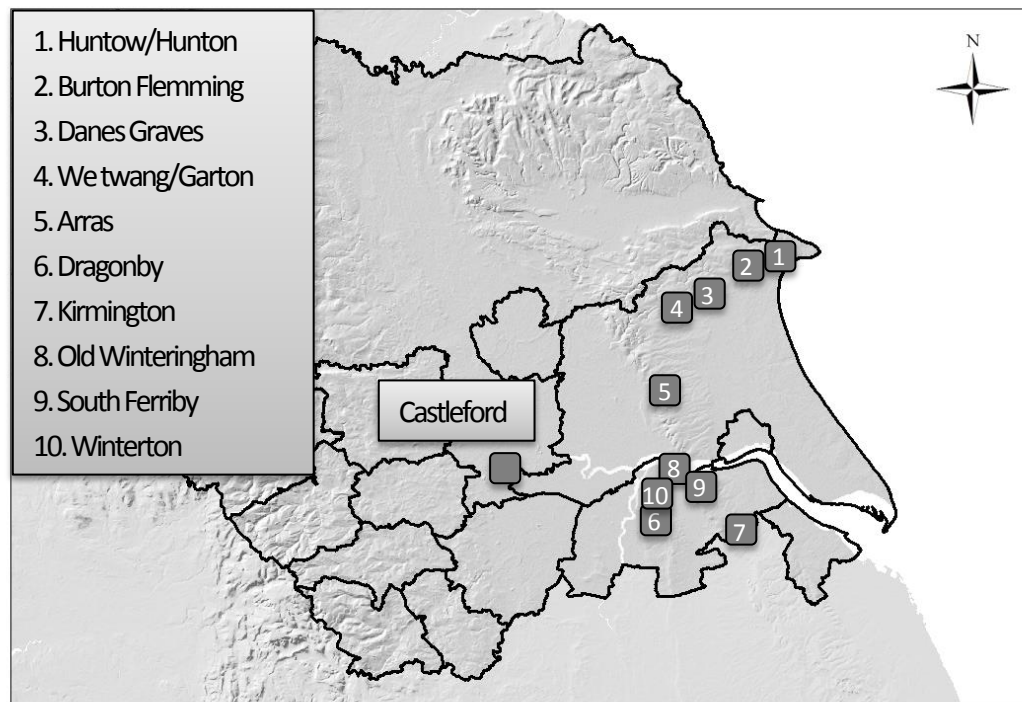 1. Huntow/Hunton
2. Burton Flemming
3. Danes Graves
4. We twang/Garton
5. Arras
6. Dragonby
7. Kirmington
8. Old Winteringham
9. South Ferriby
10. Winterton
N
1
2
3
4
5
Castleford
8
9
10
6
7